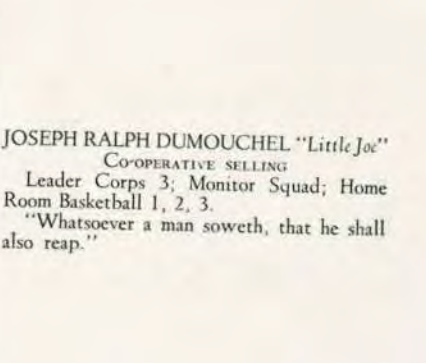 JOSEPH RALPH DUMOUCHEL "Little Joe"
CO-OPERATIVE SELLING
Leader Corps 3; Monitor Squad; Home
Room Basketball 1, 2, 3.
"Whatsoever a man soweth, that he shall
also reap."